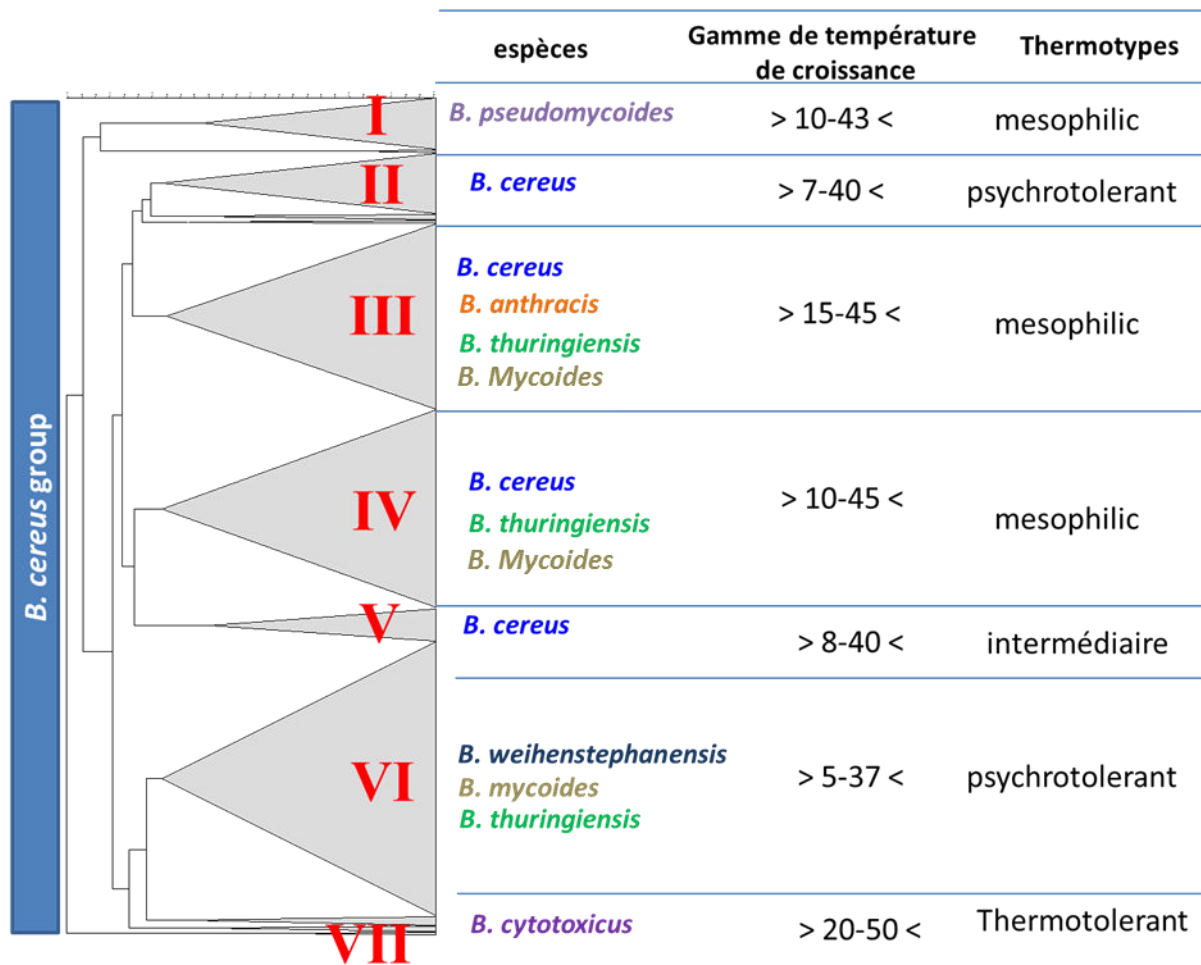 espèces
Gamme de température
de croissance
Thermotypes
B. cereus group
I
B. pseudomycoides
> 10-43 <
mesophilic
II
B. cereus
> 7-40 <
psychrotolerant
III
B. cereus
B. anthracis
B. thuringiensis
B. Mycoides
> 15-45 <
mesophilic
IV
B. cereus
B. thuringiensis
B. Mycoides
> 10-45 <
mesophilic
V
B. cereus
> 8-40 <
intermédiaire
VI
B. weihenstephanensis
B. mycoides
B. thuringiensis
> 5-37 <
psychrotolerant
VII
B. cytotoxicus
> 20-50 <
Thermotolerant